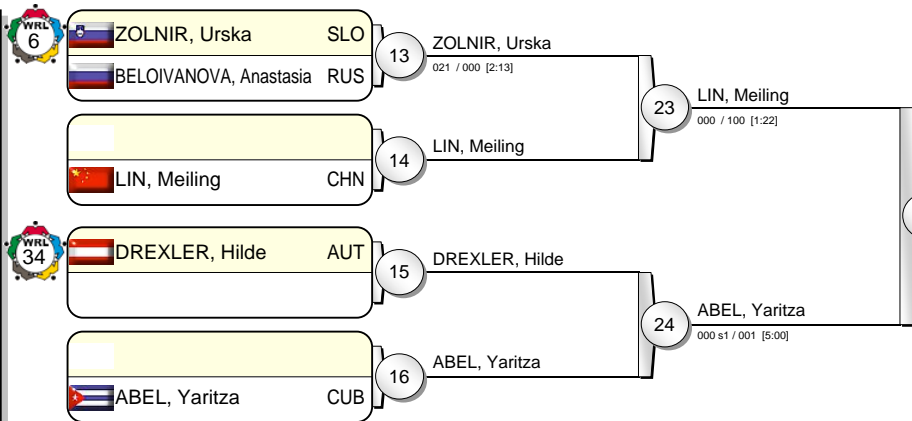 WRL
6
ZOLNIR, Urska SLO
BELOIVANOVA, Anastasia RUS
13
ZOLNIR, Urska
021 / 000 [2:13]
LIN, Meiling CHN
14
LIN, Meiling
23
LIN, Meiling
000 / 100 [1:22]
WRL
34
DREXLER, Hilde AUT
15
DREXLER, Hilde
ABEL, Yaritza CUB
16
ABEL, Yaritza
24
ABEL, Yaritza
000 s1 / 001 [5:00]